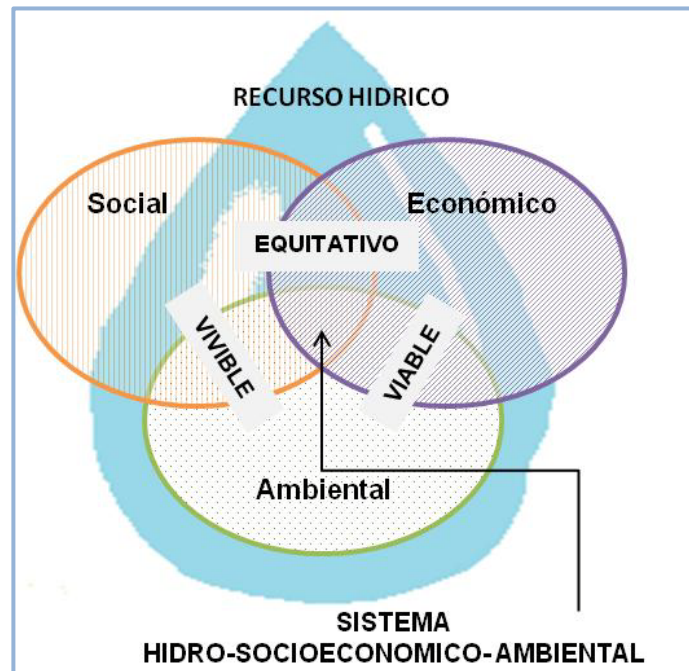 RECURSO HIDRICO
Social
Económico
EQUITATIVO
VIVIBLE
VIABLE
Ambiental
SISTEMA
HIDRO-SOCIOECONOMICO-AMBIENTAL